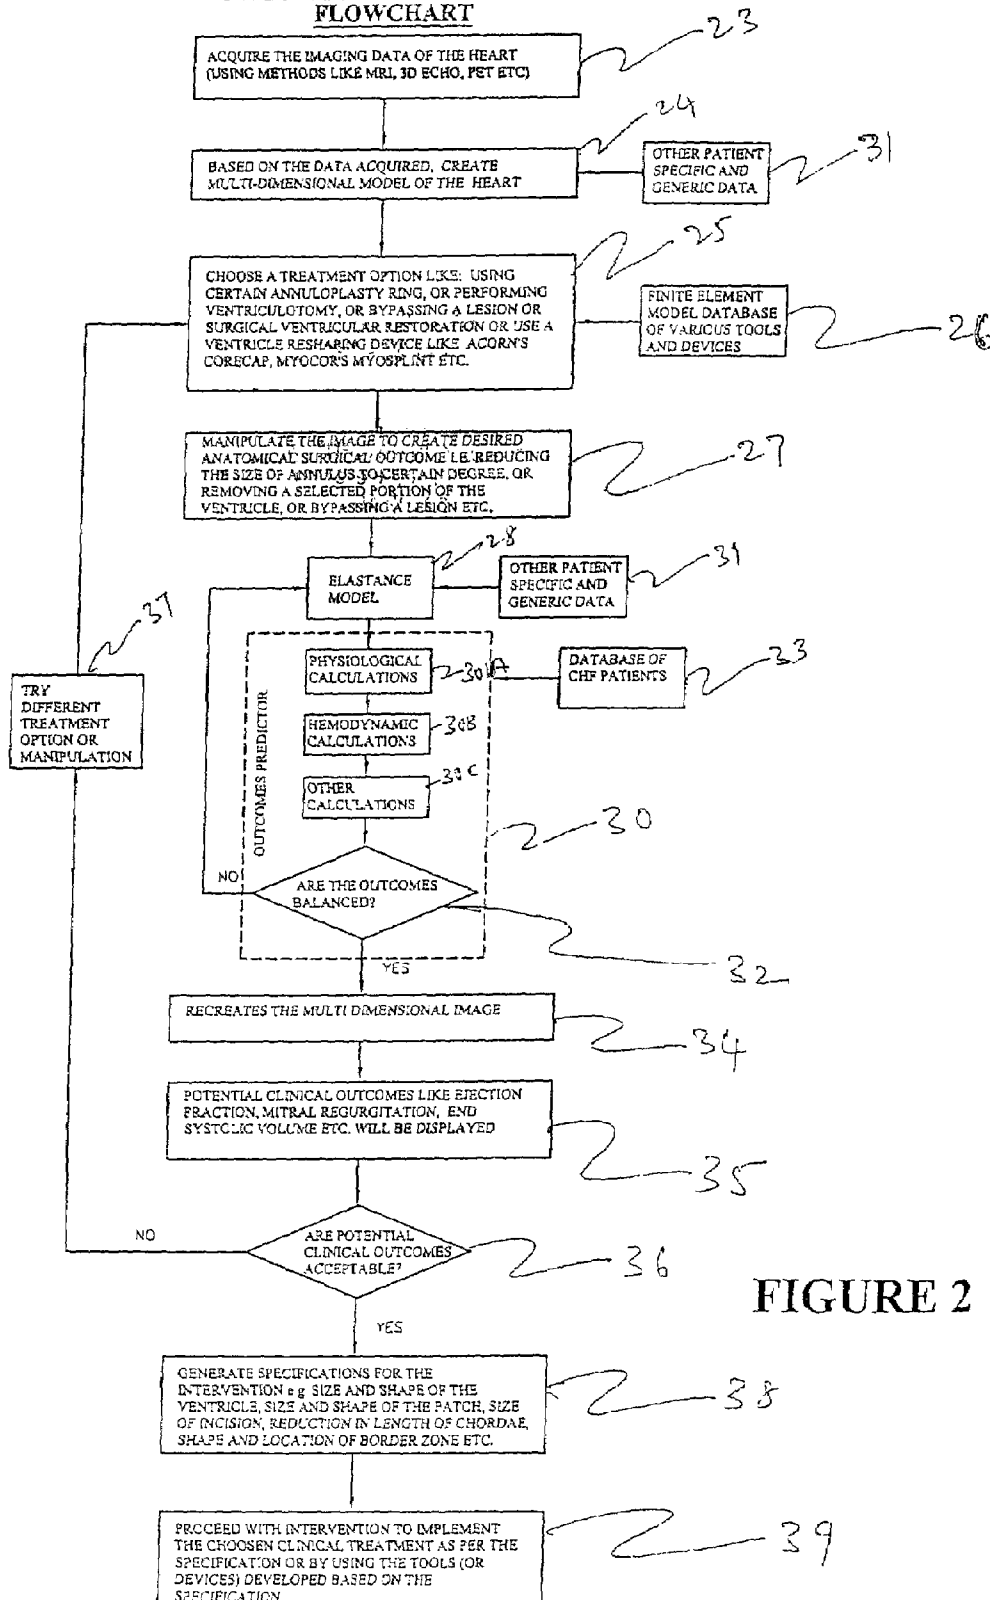 FLOWCHART
23
ACQUIRE THE IMAGING DATA OF THE HEART
(USING METHODS LIKE MRI, 3D ECHO, PET ETC)
24
BASED ON THE DATA ACQUIRED, CREATE
MULTI-DIMENSIONAL MODEL OF THE HEART
OTHER PATIENT
SPECIFIC AND
GENERIC DATA
31
25
CHOOSE A TREATMENT OPTION LIKE: USING
CERTAIN ANNULOPLASTY RING, OR PERFORMING
VENTRICULOTOMY, OR BYPASSING A LESION OR
SURGICAL VENTRICULAR RESTORATION OR USE A
VENTRICLE RESHARING DEVICE LIKE ACORN'S
CORECAP, MYOCOR'S MYOSPLINT ETC.
FINITE ELEMENT
MODEL DATABASE
OF VARIOUS TOOLS
AND DEVICES
26
MANIPULATE THE IMAGE TO CREATE DESIRED
ANATOMICAL SURGICAL OUTCOME I.E. REDUCING
THE SIZE OF ANNULUS TO CERTAIN DEGREE, OR
REMOVING A SELECTED PORTION OF THE
VENTRICLE, OR BYPASSING A LESION ETC.
27
28
ELASTANCE
MODEL
OTHER PATIENT
SPECIFIC AND
GENERIC DATA
31
37
TRY
DIFFERENT
TREATMENT
OPTION OR
MANIPULATION
OUTCOMES PREDICTOR
PHYSIOLOGICAL
CALCULATIONS
30A
DATABASE OF
CHF PATIENTS
33
HEMODYNAMIC
CALCULATIONS
30B
OTHER
CALCULATIONS
30C
30
NO
ARE THE OUTCOMES
BALANCED?
32
YES
RECREATES THE MULTI DIMENSIONAL IMAGE
34
POTENTIAL CLINICAL OUTCOMES LIKE EJECTION
FRACTION, MITRAL REGURGITATION, END
SYSTOLIC VOLUME ETC. WILL BE DISPLAYED
35
NO
ARE POTENTIAL
CLINICAL OUTCOMES
ACCEPTABLE?
36
FIGURE 2
YES
GENERATE SPECIFICATIONS FOR THE
INTERVENTION e g SIZE AND SHAPE OF THE
VENTRICLE, SIZE AND SHAPE OF THE PATCH, SIZE
OF INCISION, REDUCTION IN LENGTH OF CHORDAE,
SHAPE AND LOCATION OF BORDER ZONE ETC.
38
PROCEED WITH INTERVENTION TO IMPLEMENT
THE CHOOSEN CLINICAL TREATMENT AS PER THE
SPECIFICATION OR BY USING THE TOOLS (OR
DEVICES) DEVELOPED BASED ON THE
SPECIFICATION
39